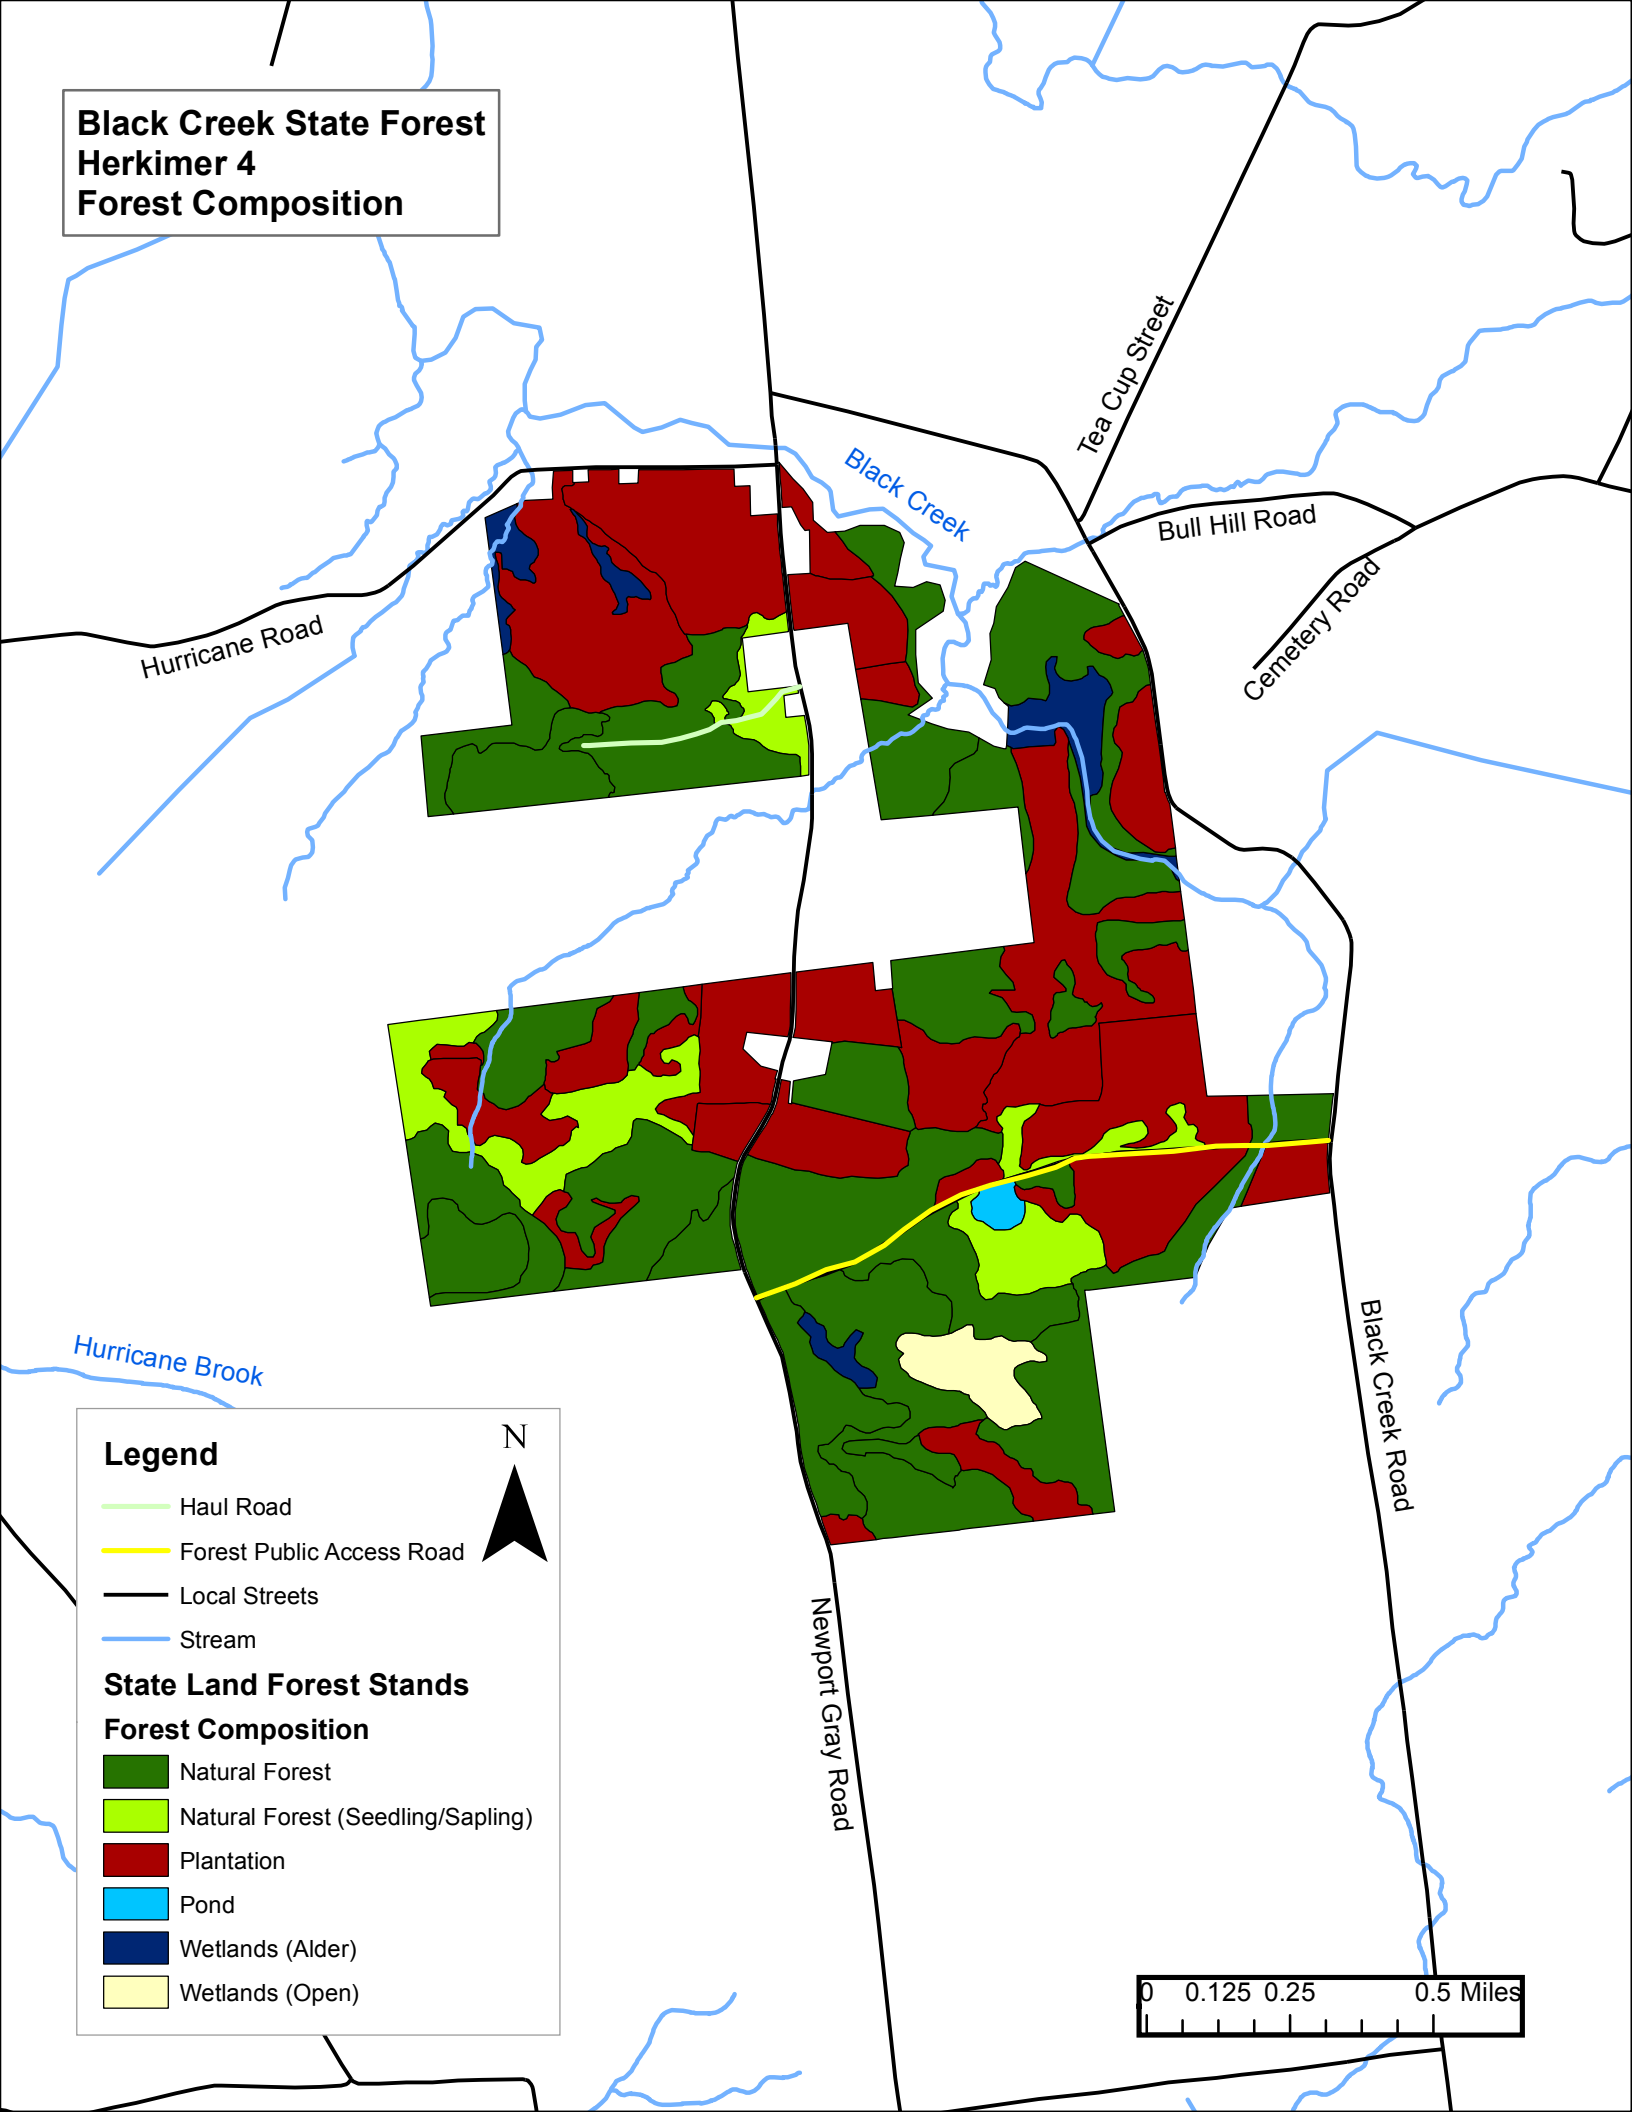 Black Creek State Forest
Herkimer 4
Forest Composition
Tea Cup Street
Black Creek
Bull Hill Road
Cemetery Road
Hurricane Road
Hurricane Brook
Black Creek Road
Newport Gray Road
Legend
N
Haul Road
Forest Public Access Road
Local Streets
Stream
State Land Forest Stands
Forest Composition
Natural Forest
Natural Forest (Seedling/Sapling)
Plantation
Pond
Wetlands (Alder)
Wetlands (Open)
0 0.125 0.25 0.5 Miles